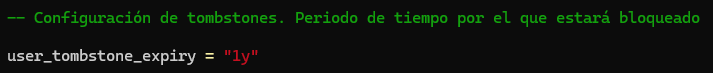 -- Configuración de tombstones. Periodo de tiempo por el que estará bloqueado
user_tombstone_expiry = "1y"